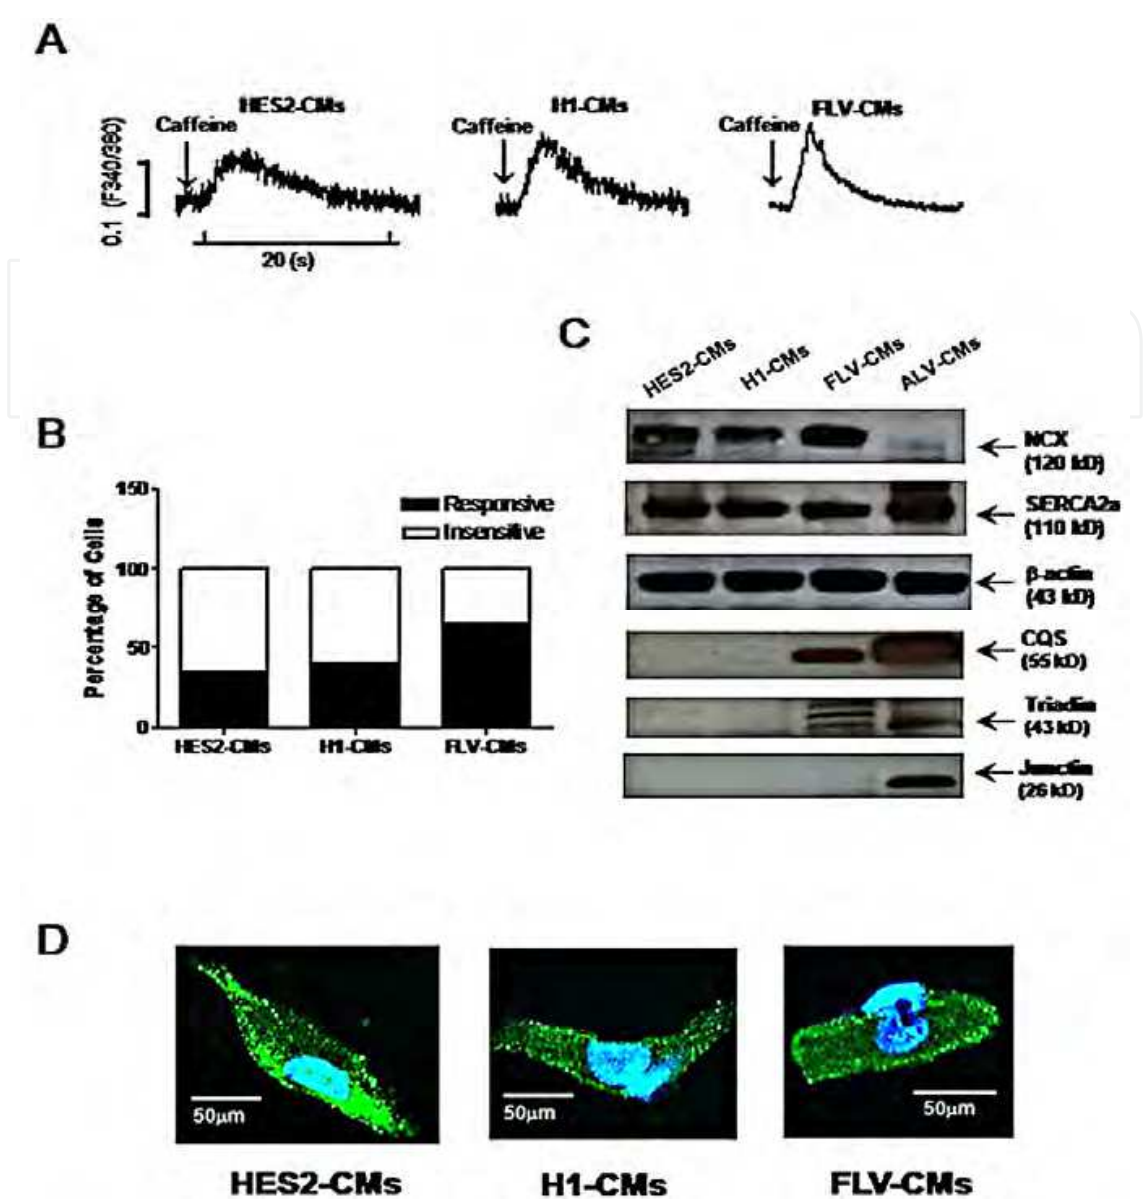 A
HES2-CMs
H1-CMs
FLV-CMs
Caffeine
Caffeine
Caffeine
0.1 (F340/380)
20 (s)
B
150
100
50
0
Percentage of Cells
Responsive
Insensitive
HES2-CMs
H1-CMs
FLV-CMs
C
HES2-CMs
H1-CMs
FLV-CMs
ALV-CMs
NCX
(120 kD)
SERCA2a
(110 kD)
β-actin
(43 kD)
CQS
(55 kD)
Triadin
(43 kD)
Junctin
(26 kD)
D
50μm
50μm
50μm
HES2-CMs
H1-CMs
FLV-CMs